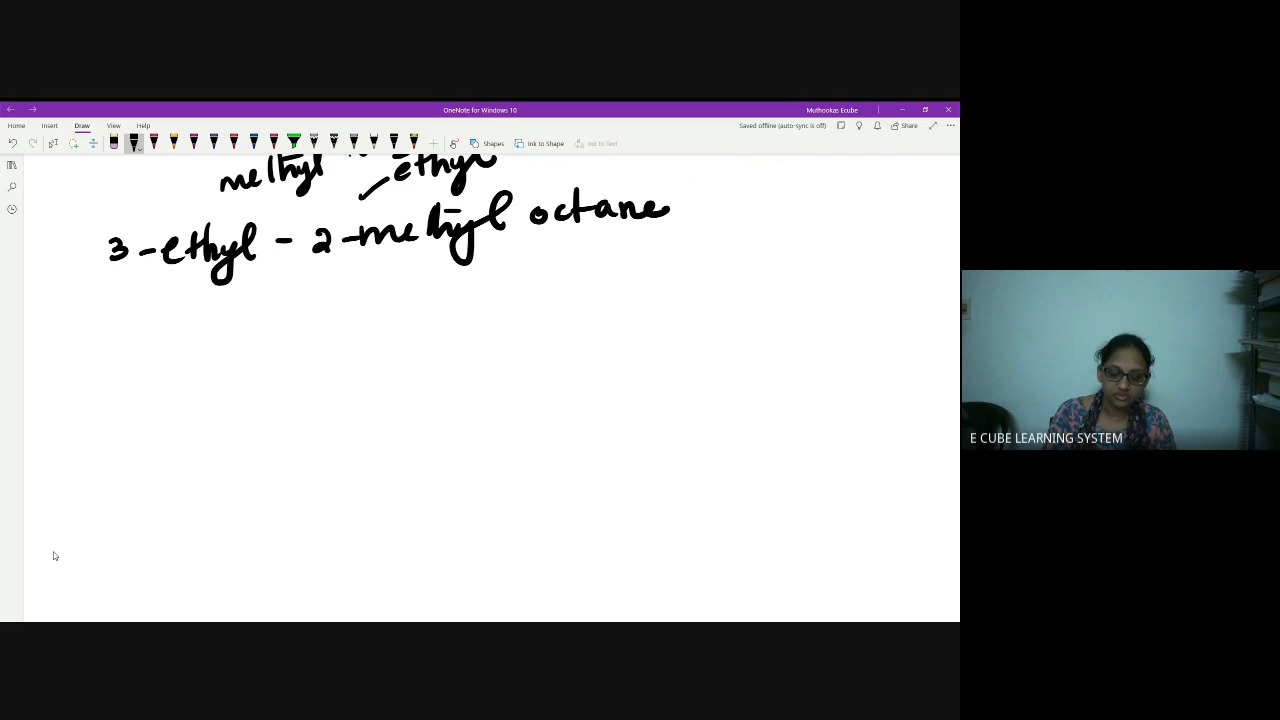 OneNote for Windows 10
Muthookas Ecube
Home Insert Draw View Help
Saved offline (auto-sync is off)
Share
Shapes Ink to Shape Ink to Text
methyl ethyl
3-ethyl - 2-methyl octane
E CUBE LEARNING SYSTEM